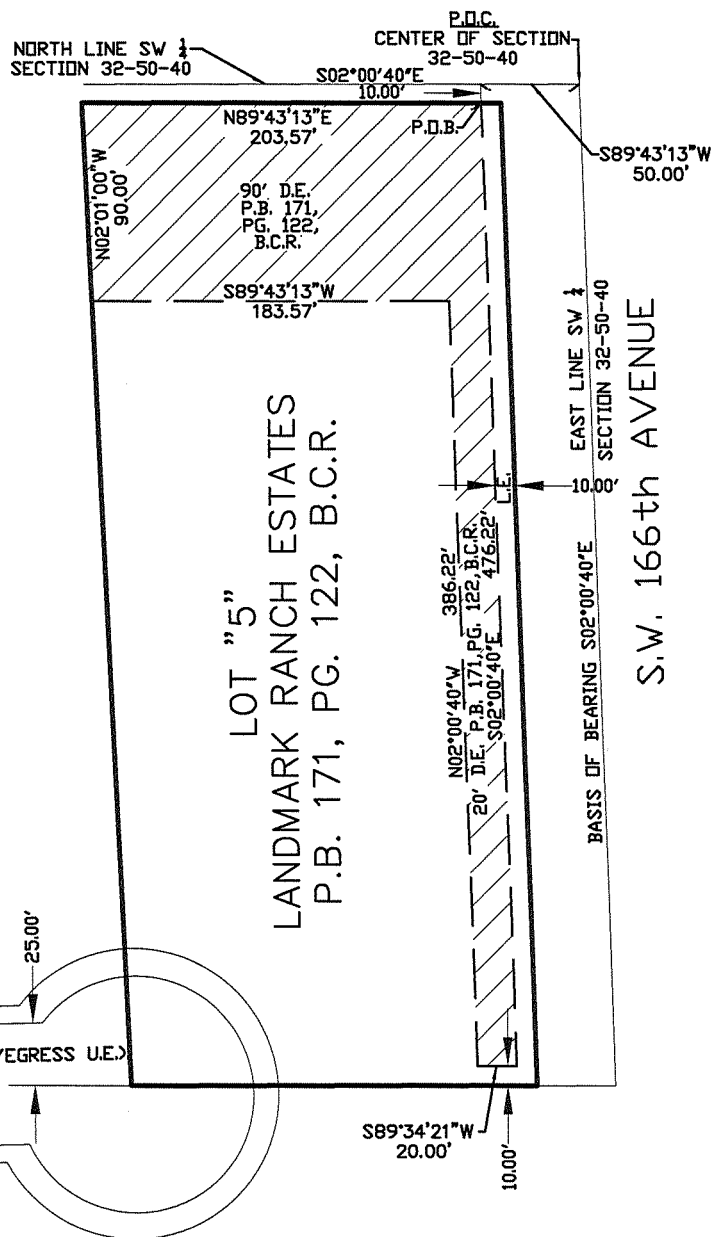 P.O.C.
CENTER OF SECTION
32-50-40
NORTH LINE SW 1/4
SECTION 32-50-40
S02°00'40"E
10.00'
N89°43'13"E
203.57'
P.O.B.
S89°43'13"W
50.00'
N02°01'00"W
90.00'
90' D.E.
P.B. 171,
PG. 122,
B.C.R.
S89°43'13"W
183.57'
EAST LINE SW 1/4
SECTION 32-50-40
S.W. 166th AVENUE
L.E.
10.00'
LOT "5"
LANDMARK RANCH ESTATES
P.B. 171, PG. 122, B.C.R.
386.22'
N02°00'40"W
20' D.E. P.B. 171, PG. 122, B.C.R.
476.22'
S02°00'40"E
BASIS OF BEARING S02°00'40"E
25.00'
/EGRESS U.E.)
S89°34'21"W
20.00'
10.00'